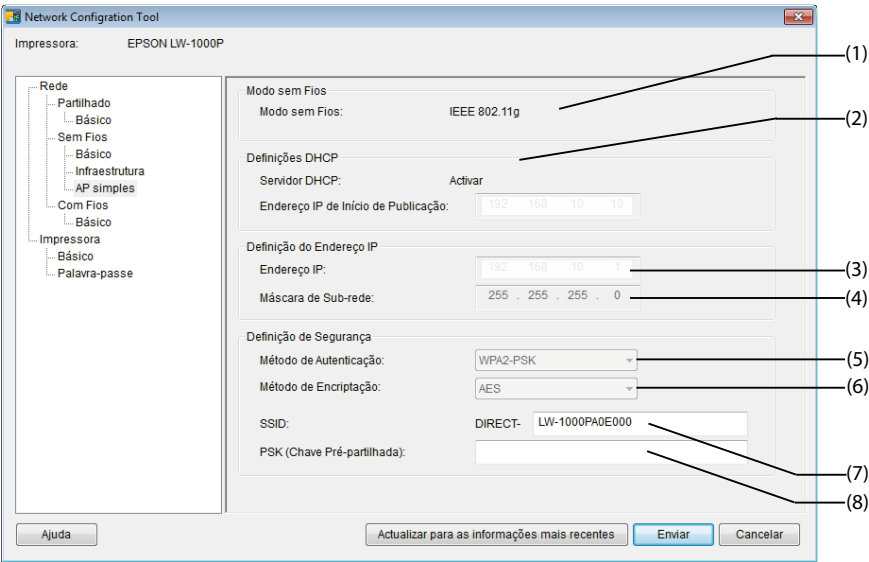 Network Configration Tool
Impressora: EPSON LW-1000P
Rede
Partilhado
Básico
Sem Fios
Básico
Infraestrutura
AP simples
Com Fios
Básico
Impressora
Básico
Palavra-passe
Modo sem Fios
Modo sem Fios: IEEE 802.11g
(1)
Definições DHCP
(2)
Servidor DHCP: Activar
Endereço IP de Início de Publicação: 192 . 168 . 10 . 10
Definição do Endereço IP
Endereço IP: 192 . 168 . 10 . 1
(3)
Máscara de Sub-rede: 255 . 255 . 255 . 0
(4)
Definição de Segurança
Método de Autenticação: WPA2-PSK
(5)
Método de Encriptação: AES
(6)
SSID: DIRECT- LW-1000PA0E000
(7)
PSK (Chave Pré-partilhada):
(8)
Ajuda
Actualizar para as informações mais recentes
Enviar
Cancelar